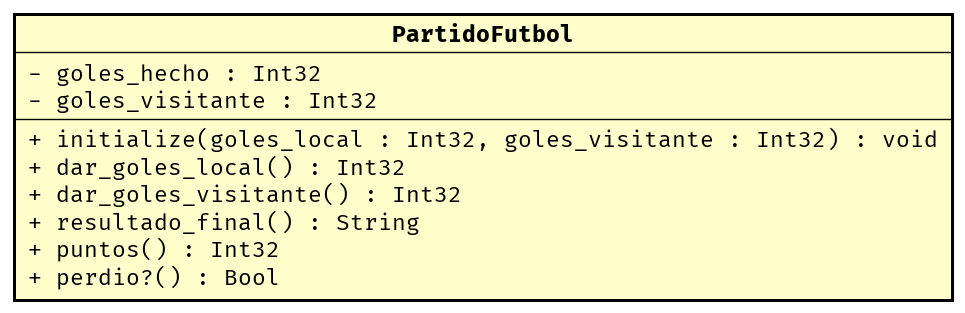 PartidoFutbol
- goles_hecho : Int32
- goles_visitante : Int32
+ initialize(goles_local : Int32, goles_visitante : Int32) : void
+ dar_goles_local() : Int32
+ dar_goles_visitante() : Int32
+ resultado_final() : String
+ puntos() : Int32
+ perdio?() : Bool